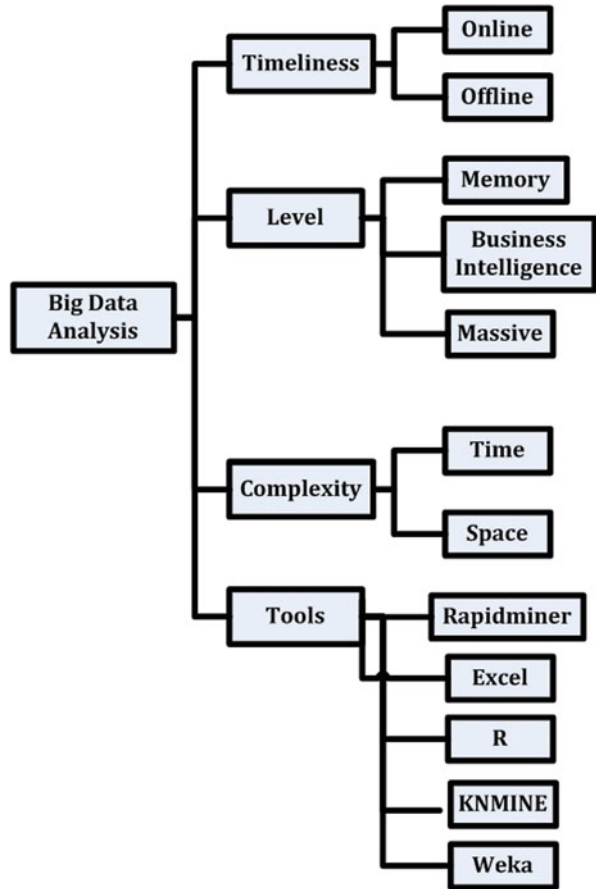 Big Data
Analysis
Timeliness
Online
Offline
Level
Memory
Business
Intelligence
Massive
Complexity
Time
Space
Tools
Rapidminer
Excel
R
KNMINE
Weka